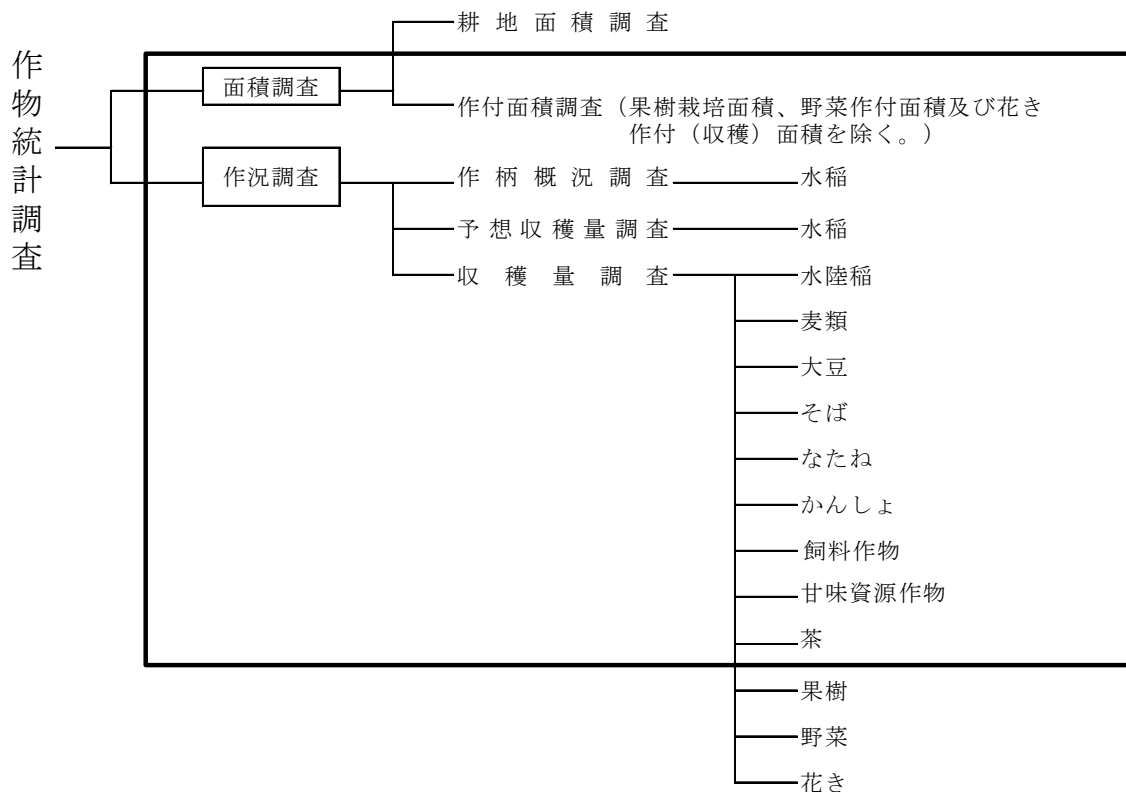 作物統計調査
耕地面積調査
面積調査
作付面積調査（果樹栽培面積、野菜作付面積及び花き
作付（収穫）面積を除く。）
作況調査
作柄概況調査
水稲
予想収穫量調査
水稲
収穫量調査
水陸稲
麦類
大豆
そば
なたね
かんしょ
飼料作物
甘味資源作物
茶
果樹
野菜
花き